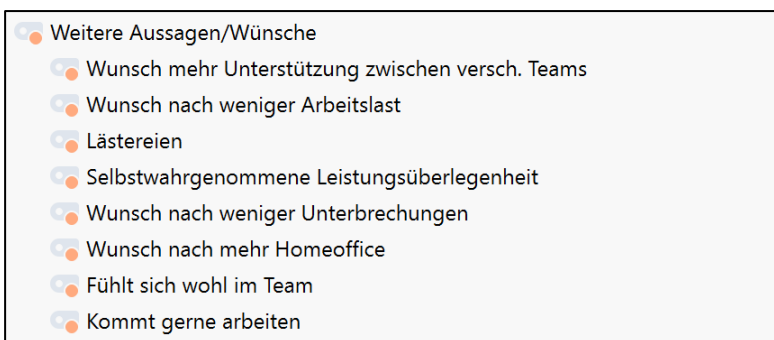 Weitere Aussagen/Wünsche
Wunsch mehr Unterstützung zwischen versch. Teams
Wunsch nach weniger Arbeitslast
Lästereien
Selbstwahrgenommene Leistungsüberlegenheit
Wunsch nach weniger Unterbrechungen
Wunsch nach mehr Homeoffice
Fühlt sich wohl im Team
Kommt gerne arbeiten